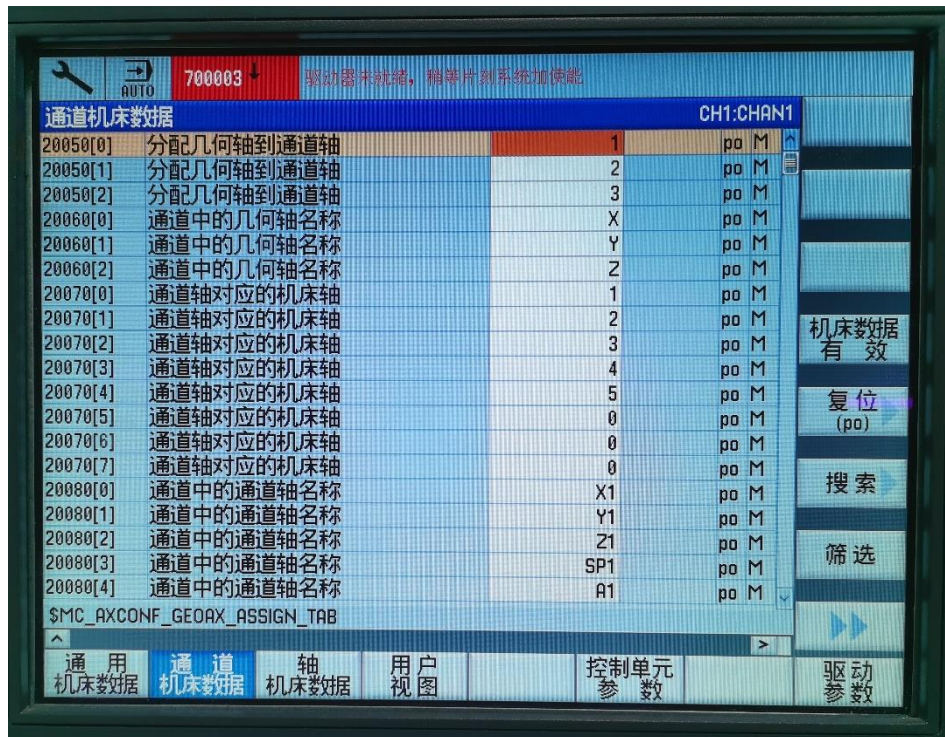 AUTO
700003 ↓
驱动器未就绪，稍等片刻系统加使能
通道机床数据 CH1:CHAN1
20050[0] 分配几何轴到通道轴 1 po M
20050[1] 分配几何轴到通道轴 2 po M
20050[2] 分配几何轴到通道轴 3 po M
20060[0] 通道中的几何轴名称 X po M
20060[1] 通道中的几何轴名称 Y po M
20060[2] 通道中的几何轴名称 Z po M
20070[0] 通道轴对应的机床轴 1 po M
20070[1] 通道轴对应的机床轴 2 po M
20070[2] 通道轴对应的机床轴 3 po M
20070[3] 通道轴对应的机床轴 4 po M
20070[4] 通道轴对应的机床轴 5 po M
20070[5] 通道轴对应的机床轴 0 po M
20070[6] 通道轴对应的机床轴 0 po M
20070[7] 通道轴对应的机床轴 0 po M
20080[0] 通道中的通道轴名称 X1 po M
20080[1] 通道中的通道轴名称 Y1 po M
20080[2] 通道中的通道轴名称 Z1 po M
20080[3] 通道中的通道轴名称 SP1 po M
20080[4] 通道中的通道轴名称 A1 po M
$MC_AXCONF_GEOAX_ASSIGN_TAB
机床数据
有 效
复位
(po)
搜索
筛选
通 用
机床数据
通 道
机床数据
轴
机床数据
用户
视图
控制单元
参 数
驱动
参数